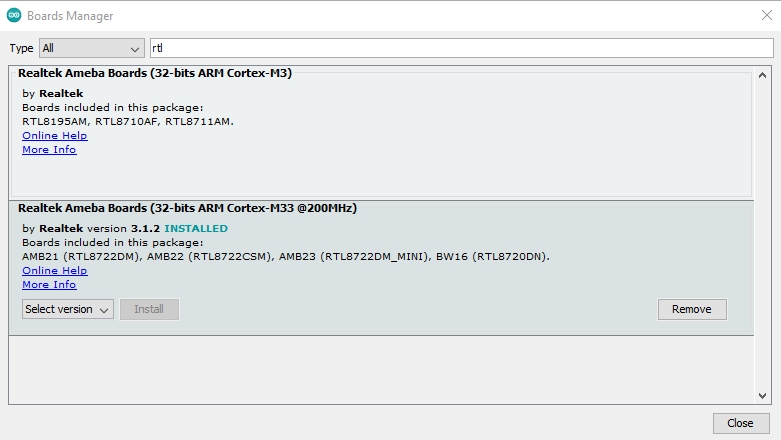 Boards Manager
Type All rtl
Realtek Ameba Boards (32-bits ARM Cortex-M3)
by Realtek
Boards included in this package:
RTL8195AM, RTL8710AF, RTL8711AM.
Online Help
More Info
Realtek Ameba Boards (32-bits ARM Cortex-M33 @200MHz)
by Realtek version 3.1.2 INSTALLED
Boards included in this package:
AMB21 (RTL8722DM), AMB22 (RTL8722CSM), AMB23 (RTL8722DM_MINI), BW16 (RTL8720DN).
Online Help
More Info
Select version Install Remove
Close